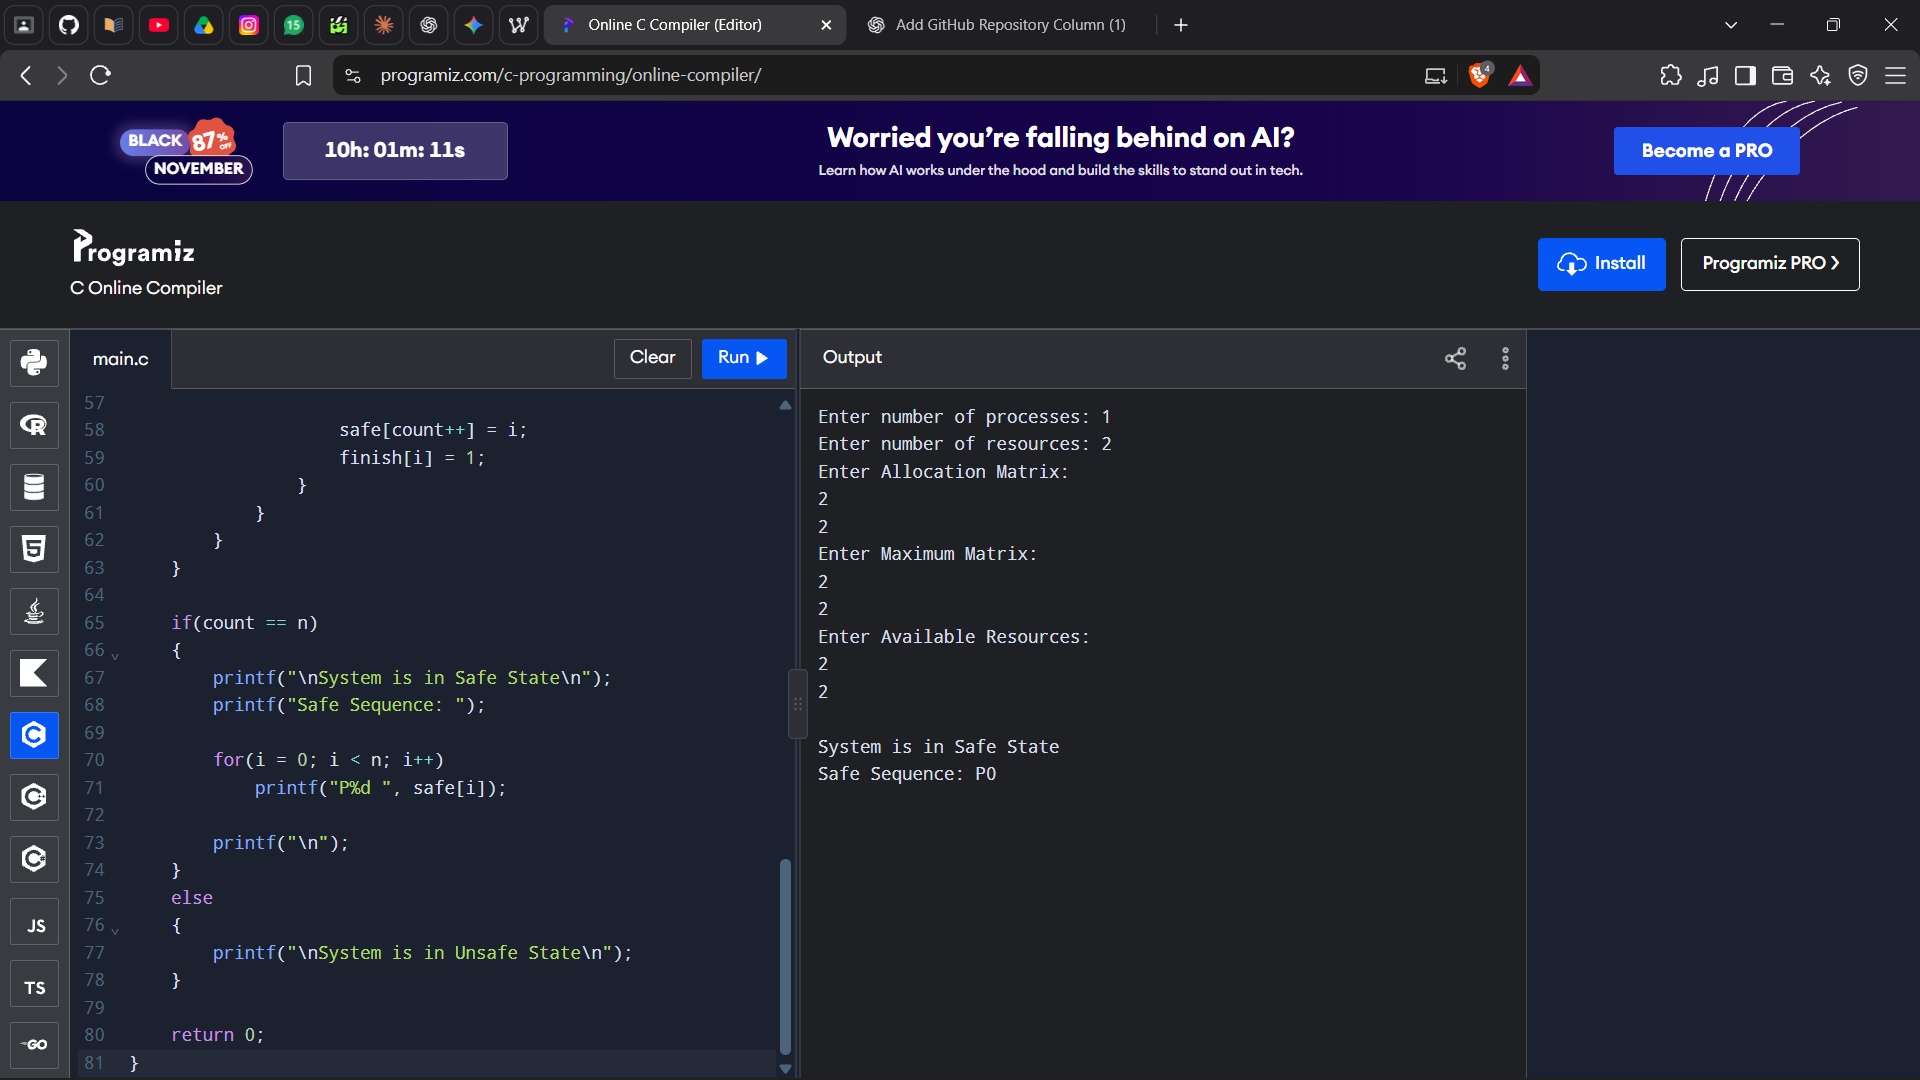 15
Online C Compiler (Editor)
Add GitHub Repository Column (1)
programiz.com/c-programming/online-compiler/
4
BLACK
87% OFF
NOVEMBER
10h: 01m: 11s
Worried you’re falling behind on AI?
Learn how AI works under the hood and build the skills to stand out in tech.
Become a PRO
Programiz
C Online Compiler
Install
Programiz PRO
main.c
Clear
Run
57
58 safe[count++] = i;
59 finish[i] = 1;
60 }
61 }
62 }
63 }
64
65 if(count == n)
66 {
67 printf("\nSystem is in Safe State\n");
68 printf("Safe Sequence: ");
69
70 for(i = 0; i < n; i++)
71 printf("P%d ", safe[i]);
72
73 printf("\n");
74 }
75 else
76 {
77 printf("\nSystem is in Unsafe State\n");
78 }
79
80 return 0;
81 }
Output
Enter number of processes: 1
Enter number of resources: 2
Enter Allocation Matrix:
2
2
Enter Maximum Matrix:
2
2
Enter Available Resources:
2
2
System is in Safe State
Safe Sequence: P0
R
5
C
C
JS
TS
GO